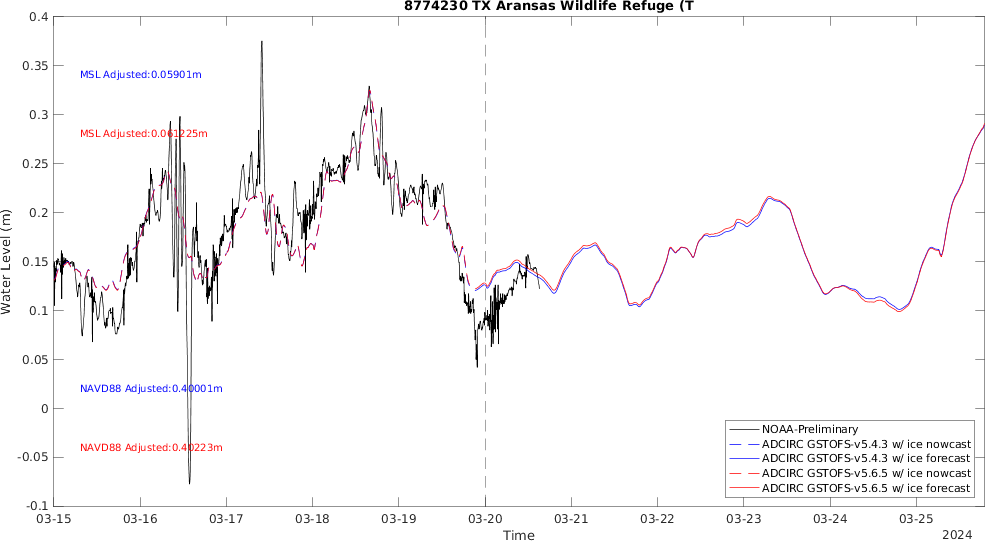 8774230 TX Aransas Wildlife Refuge (T
0.4
0.35
0.3
0.25
0.2
0.15
0.1
0.05
0
-0.05
-0.1
Water Level (m)
MSL Adjusted:0.05901m
MSL Adjusted:0.061225m
NAVD88 Adjusted:0.40001m
NAVD88 Adjusted:0.40223m
NOAA-Preliminary
ADCIRC GSTOFS-v5.4.3 w/ ice nowcast
ADCIRC GSTOFS-v5.4.3 w/ ice forecast
ADCIRC GSTOFS-v5.6.5 w/ ice nowcast
ADCIRC GSTOFS-v5.6.5 w/ ice forecast
03-15 03-16 03-17 03-18 03-19 03-20 03-21 03-22 03-23 03-24 03-25
Time
2024